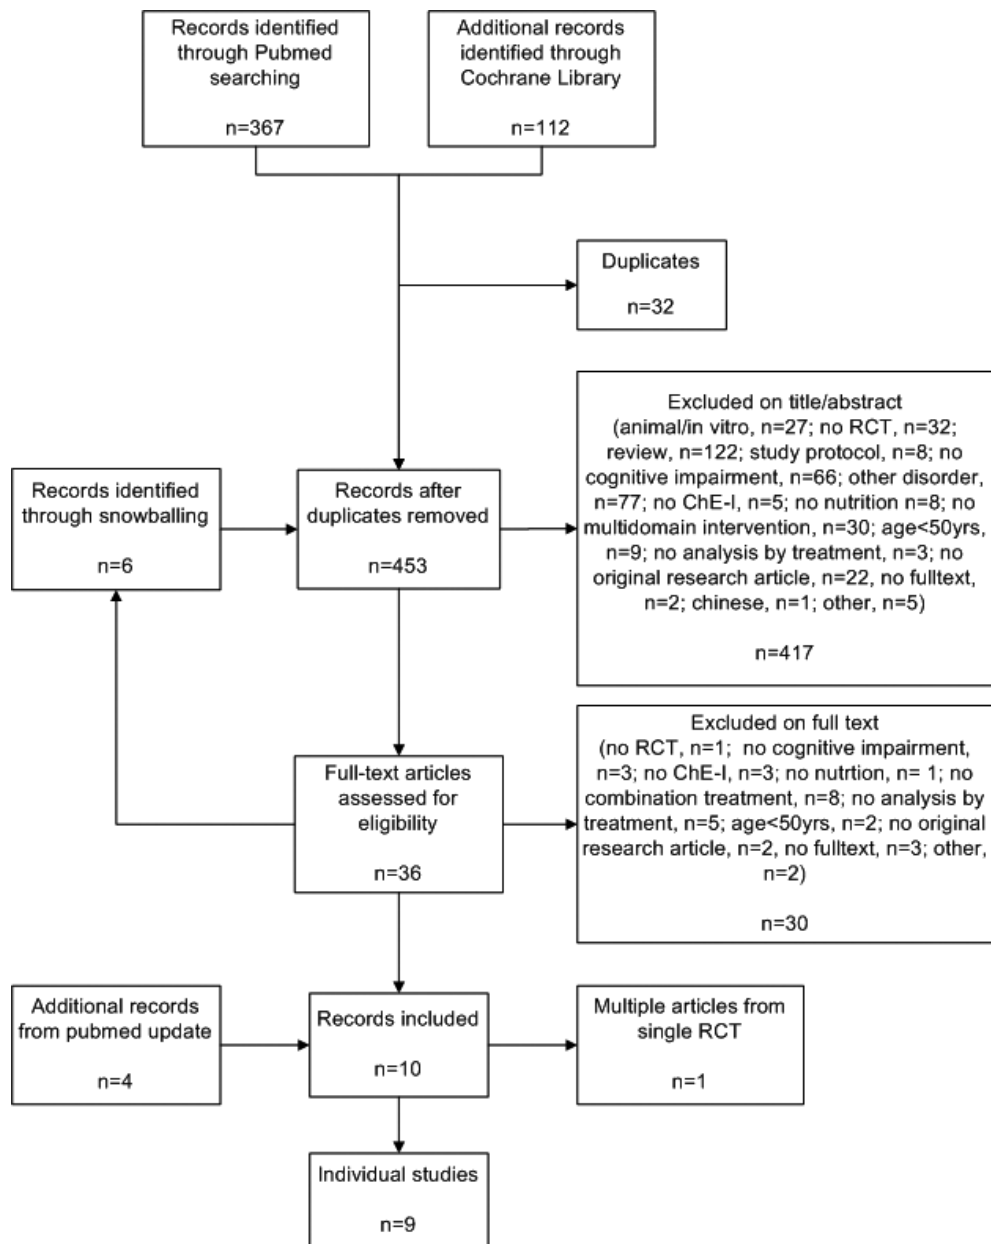 Records identified
through Pubmed
searching
n=367
Additional records
identified through
Cochrane Library
n=112
Duplicates
n=32
Excluded on title/abstract
(animal/in vitro, n=27; no RCT, n=32;
review, n=122; study protocol, n=8; no
cognitive impairment, n=66; other disorder,
n=77; no ChE-I, n=5; no nutrition n=8; no
multidomain intervention, n=30; age<50yrs,
n=9; no analysis by treatment, n=3; no
original research article, n=22, no fulltext,
n=2; chinese, n=1; other, n=5)
n=417
Records identified
through snowballing
n=6
Records after
duplicates removed
n=453
Full-text articles
assessed for
eligibility
n=36
Excluded on full text
(no RCT, n=1; no cognitive impairment,
n=3; no ChE-I, n=3; no nutrtion, n= 1; no
combination treatment, n=8; no analysis by
treatment, n=5; age<50yrs, n=2; no original
research article, n=2, no fulltext, n=3; other,
n=2)
n=30
Additional records
from pubmed update
n=4
Records included
n=10
Multiple articles from
single RCT
n=1
Individual studies
n=9